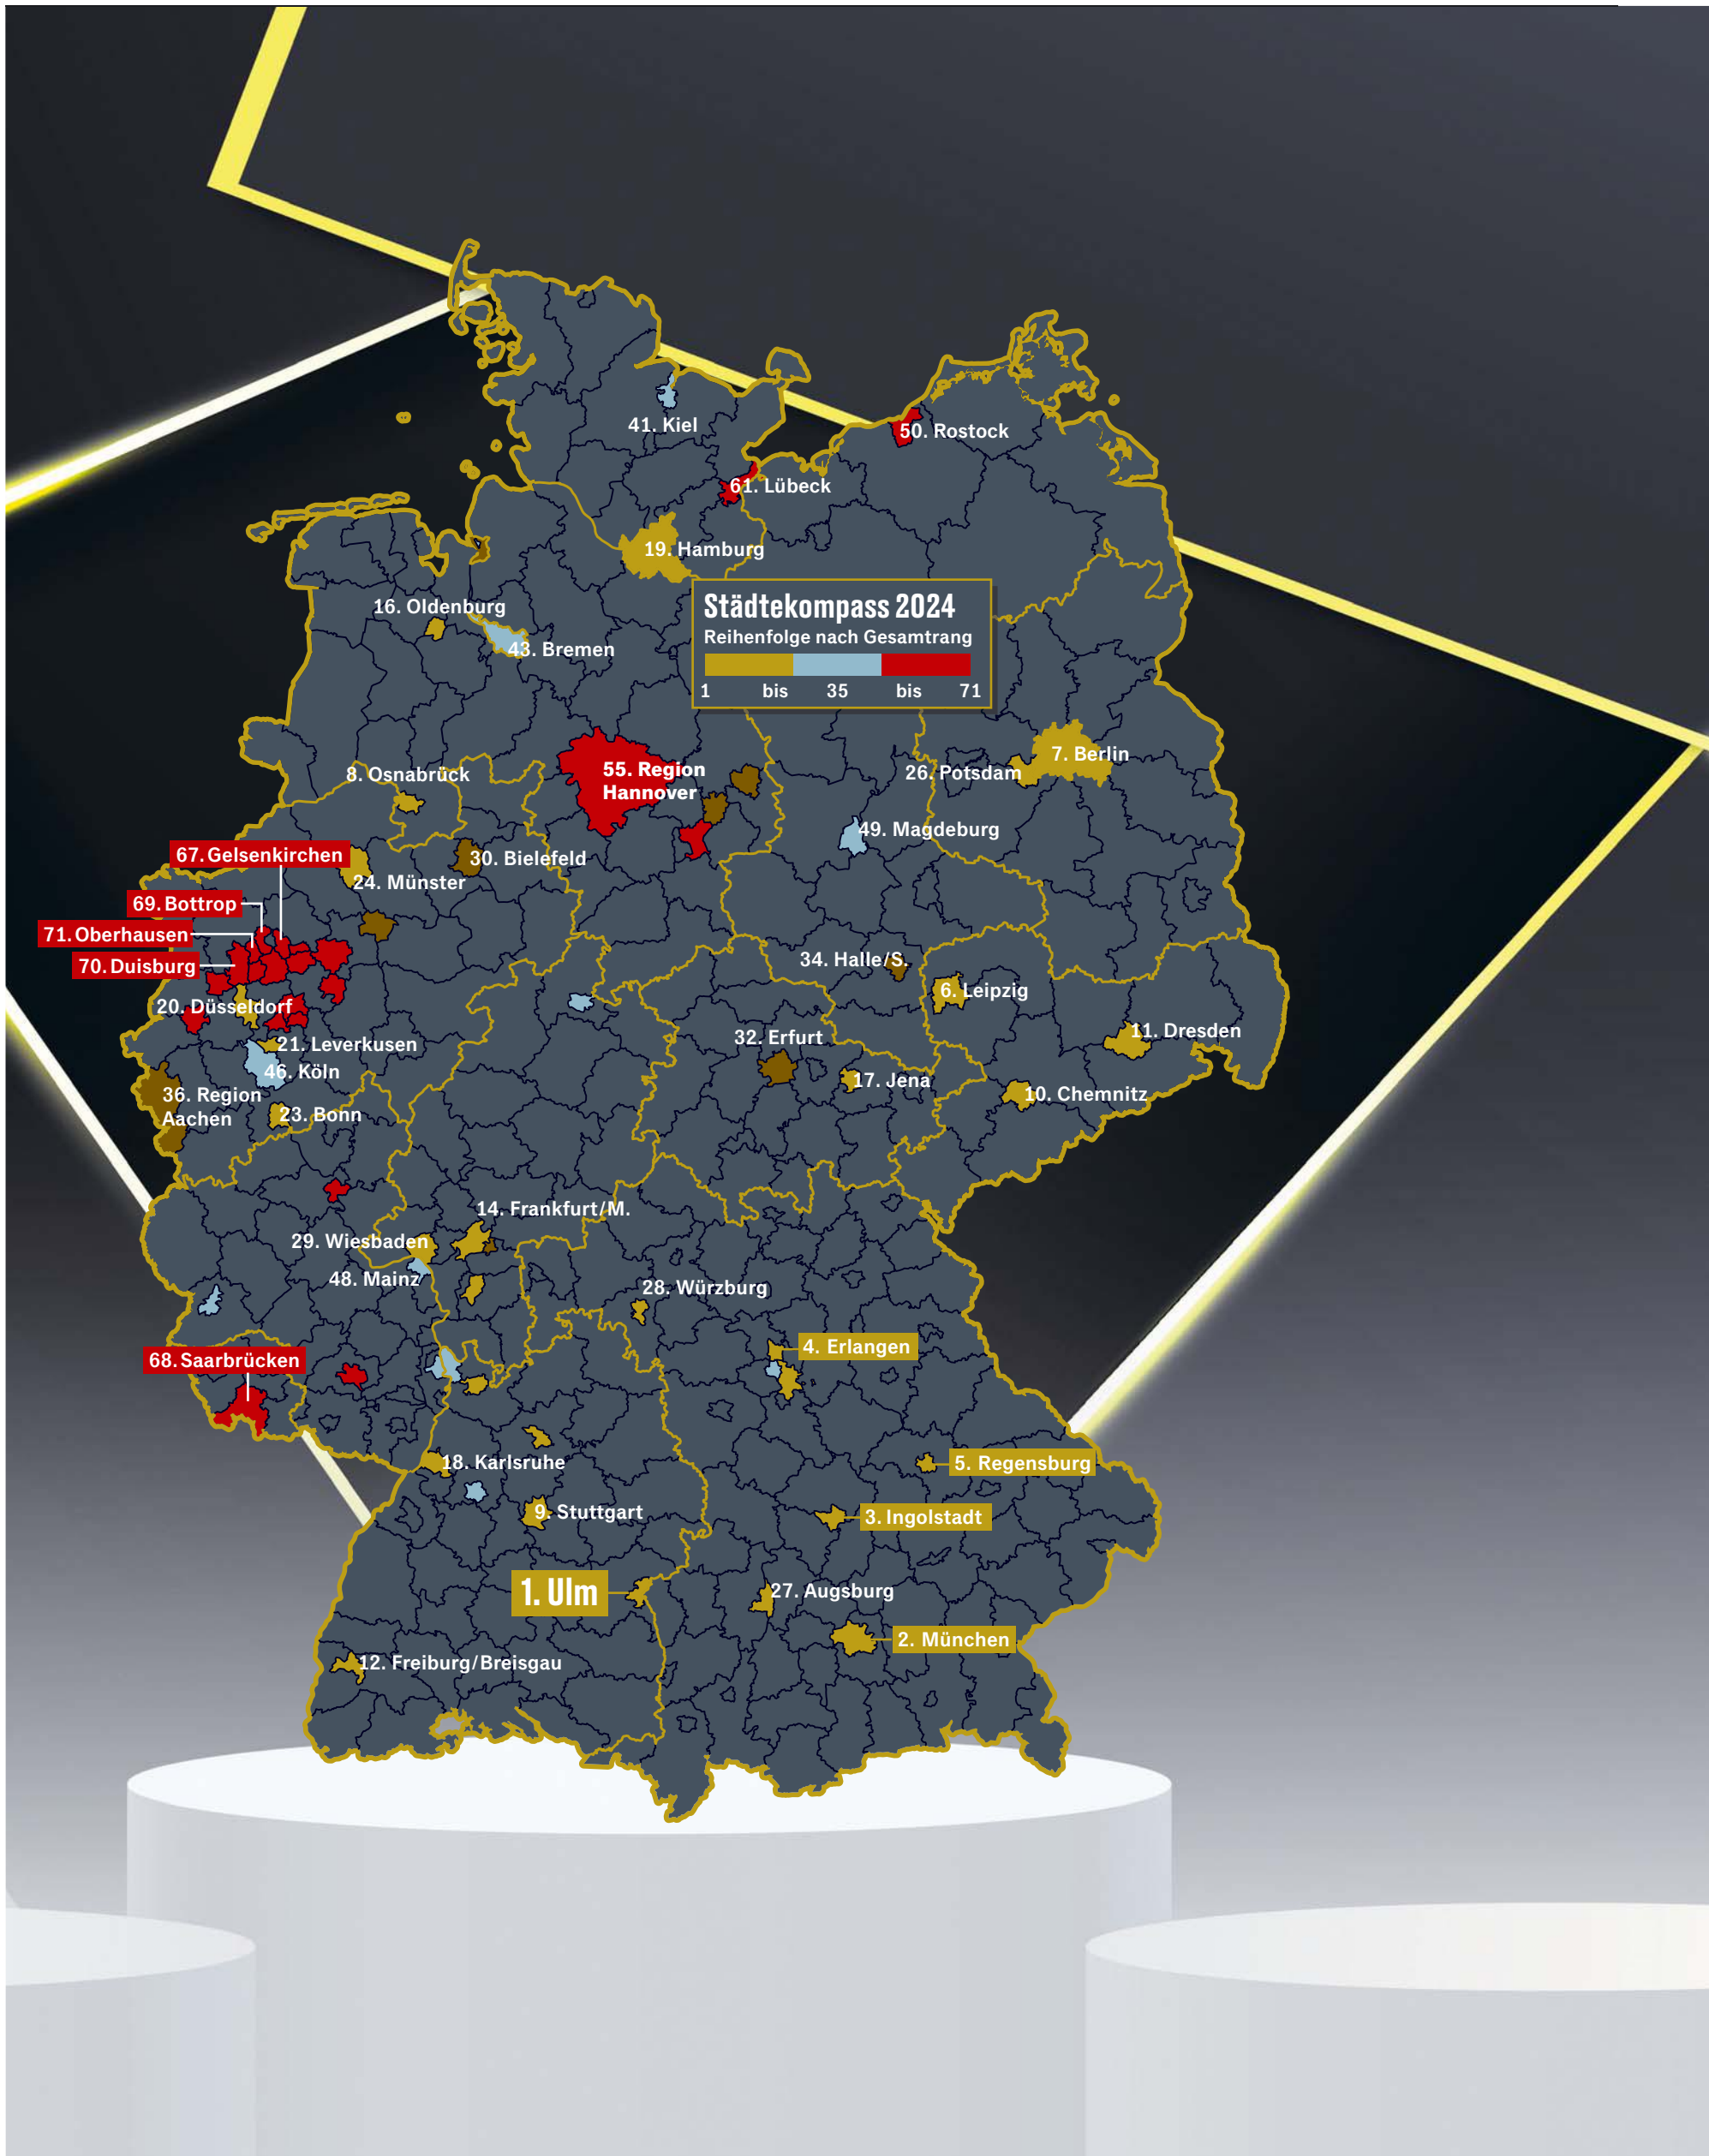 41. Kiel
50. Rostock
61. Lübeck
19. Hamburg
Städtekompass 2024
Reihenfolge nach Gesamtrang
1 bis 35 bis 71
16. Oldenburg
43. Bremen
7. Berlin
26. Potsdam
8. Osnabrück
55. Region
Hannover
49. Magdeburg
67. Gelsenkirchen
30. Bielefeld
24. Münster
69. Bottrop
71. Oberhausen
70. Duisburg
34. Halle/S.
6. Leipzig
20. Düsseldorf
11. Dresden
32. Erfurt
21. Leverkusen
46. Köln
17. Jena
36. Region
Aachen
10. Chemnitz
23. Bonn
14. Frankfurt/M.
29. Wiesbaden
48. Mainz
28. Würzburg
4. Erlangen
68. Saarbrücken
18. Karlsruhe
5. Regensburg
9. Stuttgart
3. Ingolstadt
1. Ulm
27. Augsburg
2. München
12. Freiburg/Breisgau